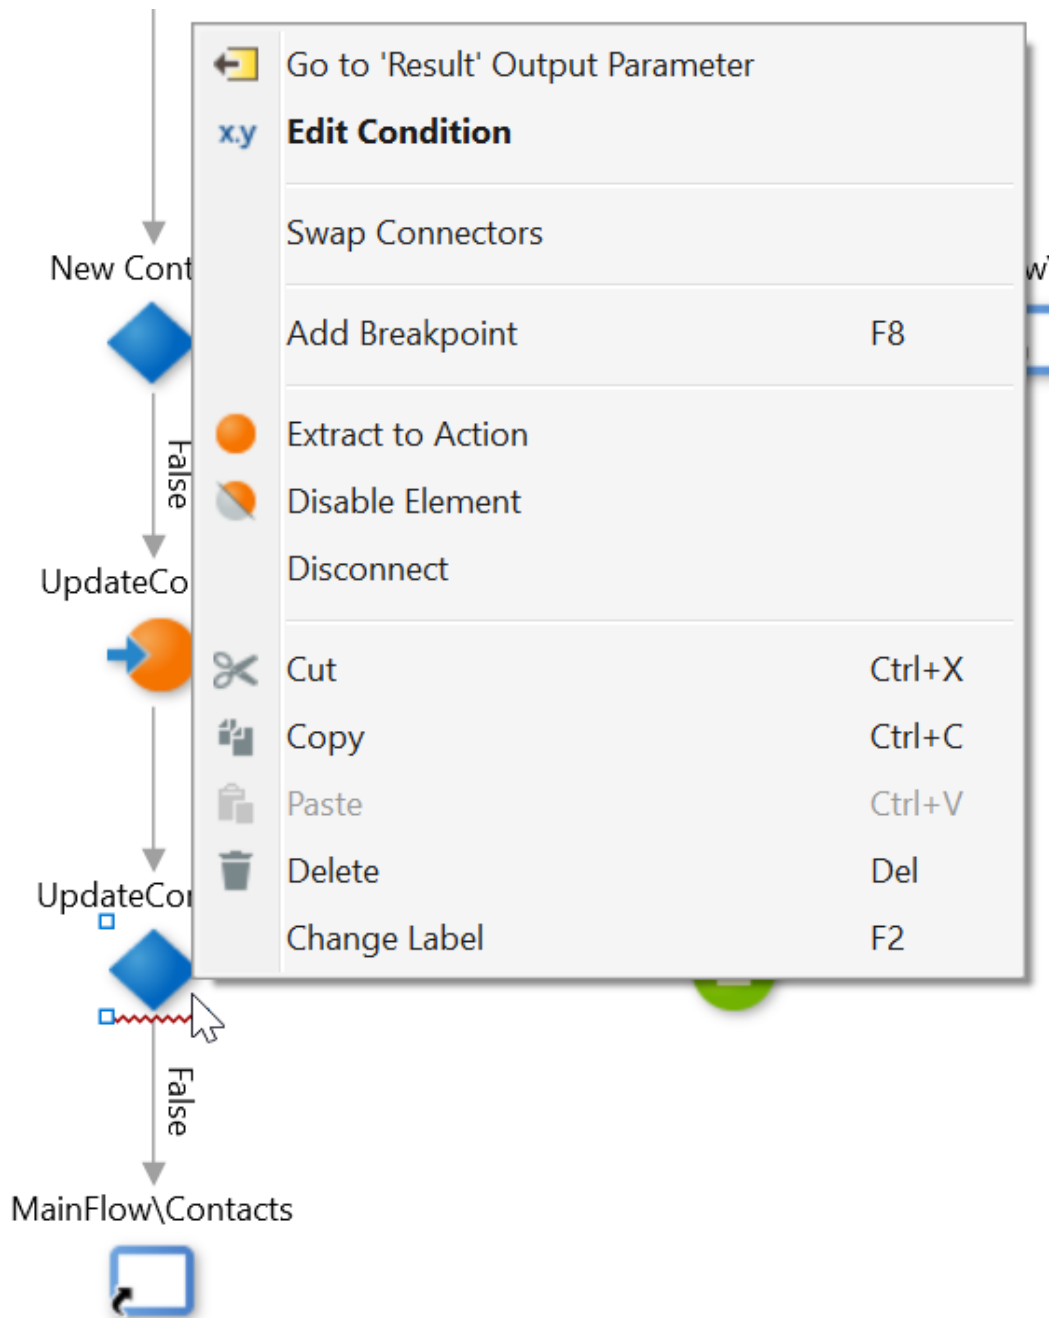 Go to 'Result' Output Parameter
x.y Edit Condition
Swap Connectors
New Cont
w\
Add Breakpoint F8
Extract to Action
False
Disable Element
Disconnect
UpdateCo
Cut Ctrl+X
Copy Ctrl+C
Paste Ctrl+V
Delete Del
UpdateCon
Change Label F2
False
MainFlow\Contacts